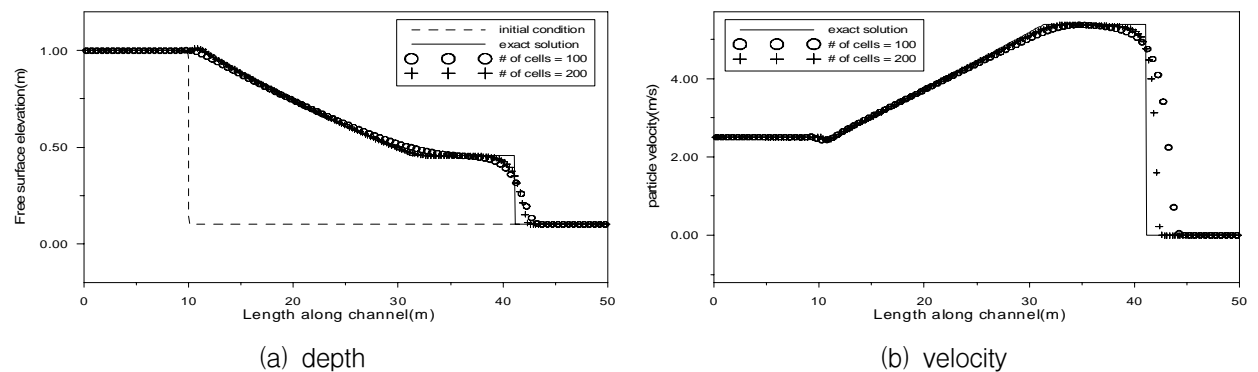 initial condition
exact solution
# of cells = 100
# of cells = 200
Free surface elevation(m)
1.00
0.50
0.00
0
10
20
30
40
50
Length along channel(m)
(a) depth
exact solution
# of cells = 100
# of cells = 200
particle velocity(m/s)
4.00
2.00
0.00
0
10
20
30
40
50
Length along channel(m)
(b) velocity